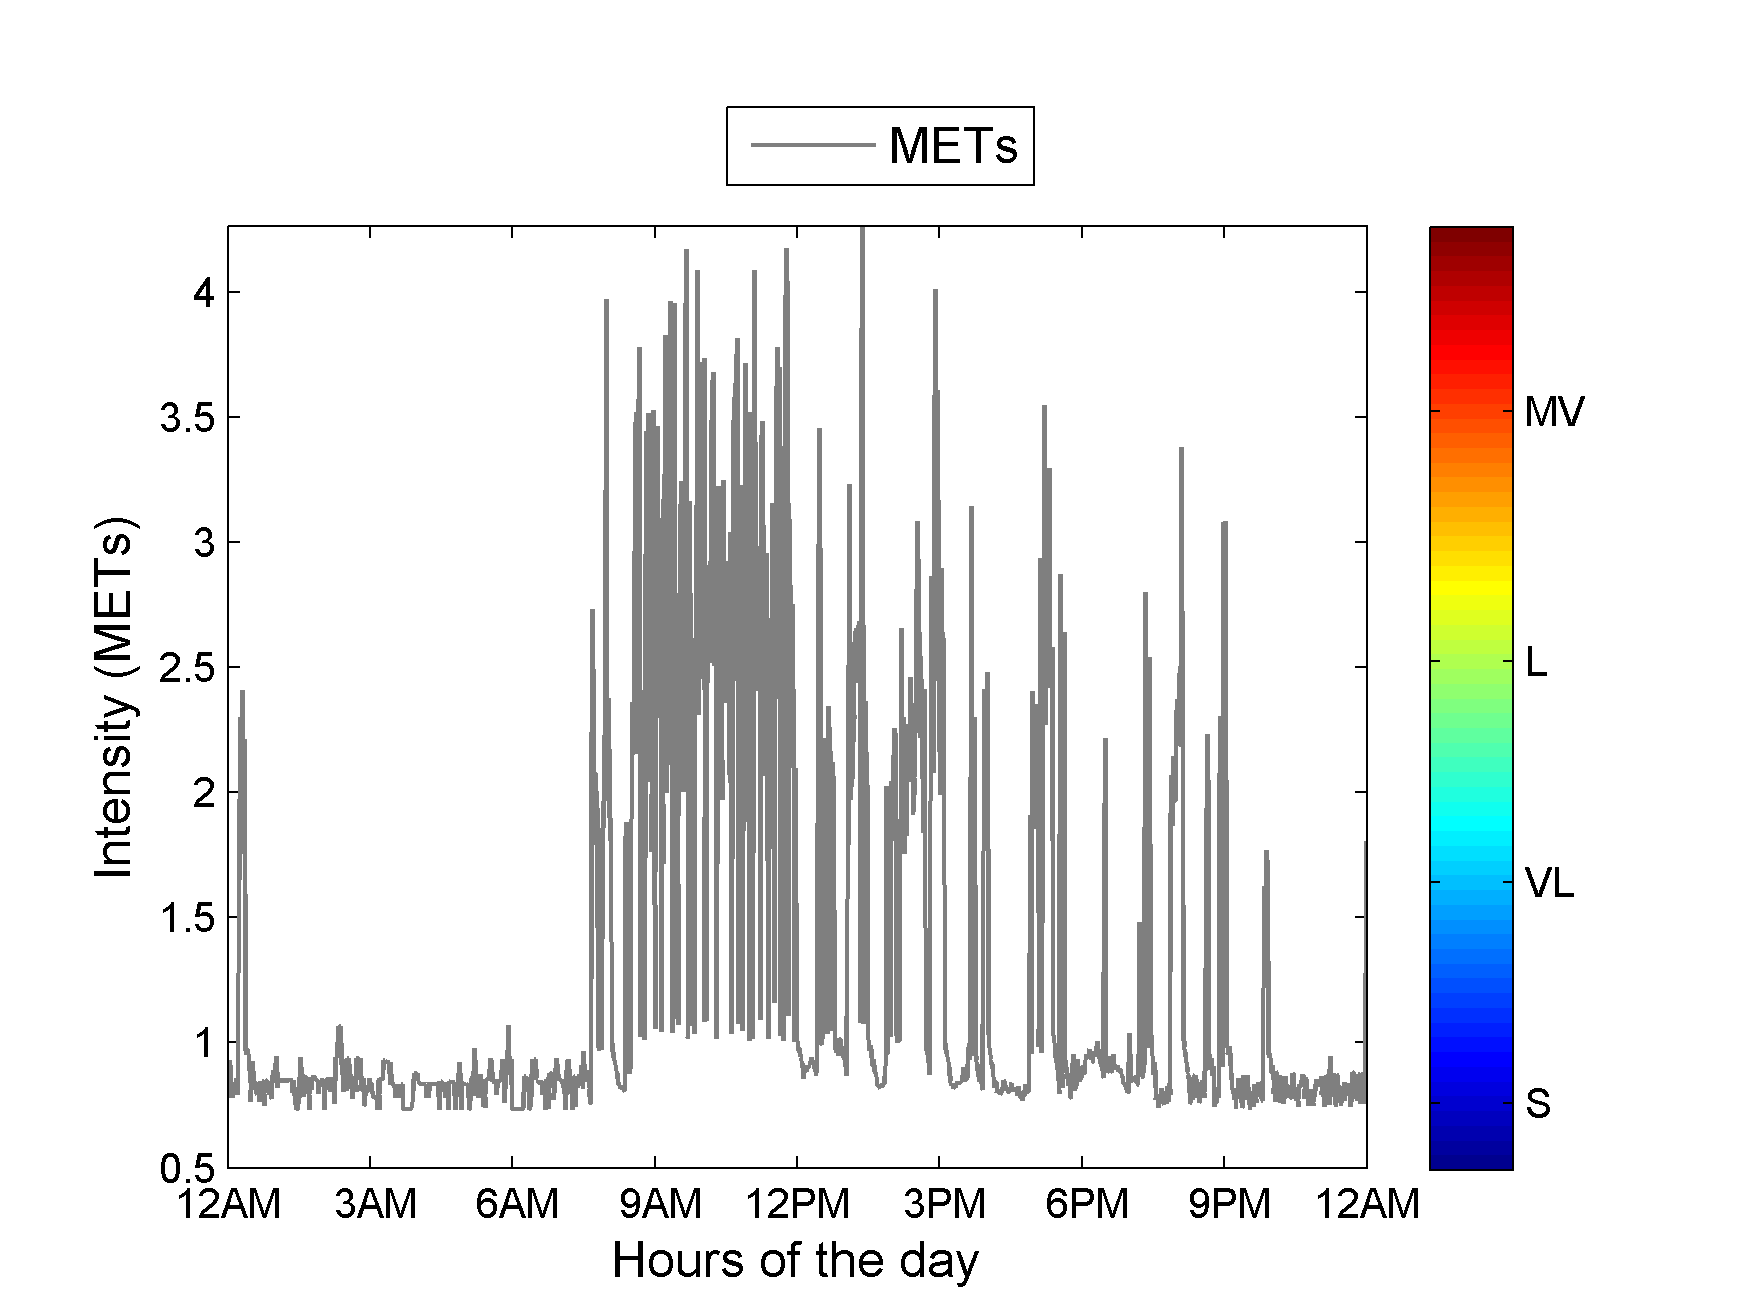 METs
Intensity (METs)
4
3.5
3
2.5
2
1.5
1
0.5
12AM 3AM 6AM 9AM 12PM 3PM 6PM 9PM 12AM
Hours of the day
MV
L
VL
S